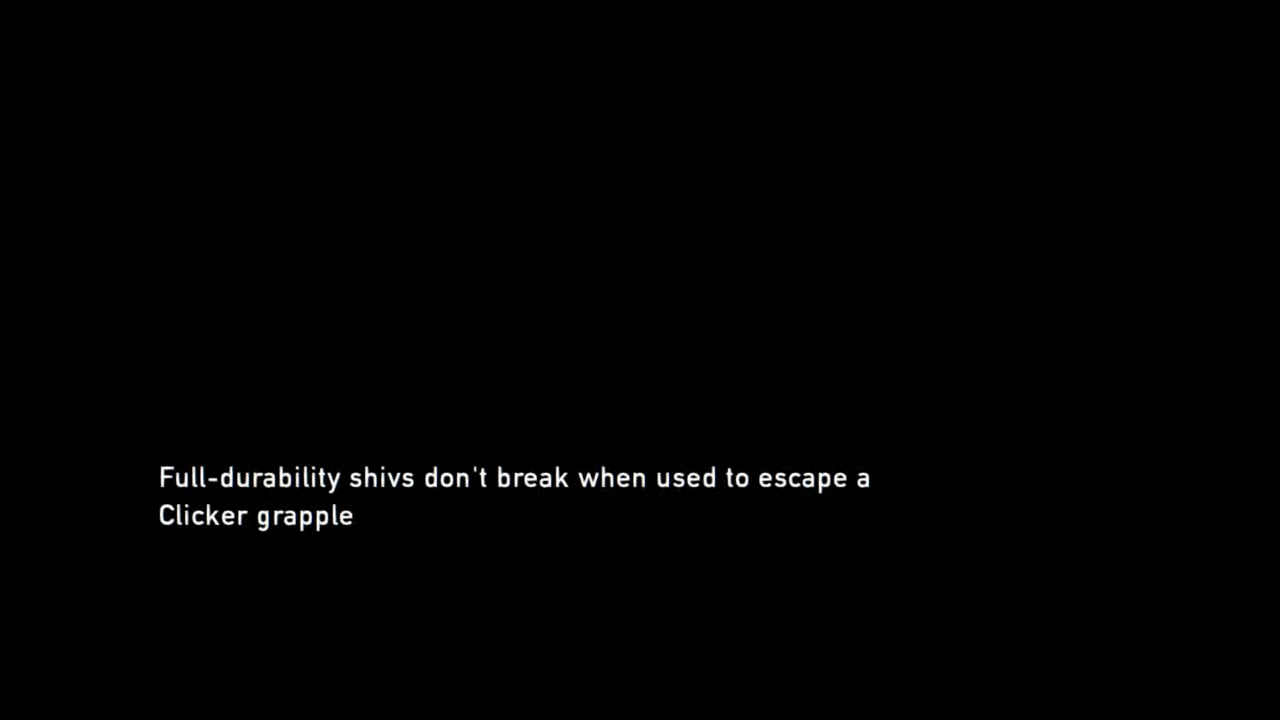 Full-durability shivs don't break when used to escape a
Clicker grapple